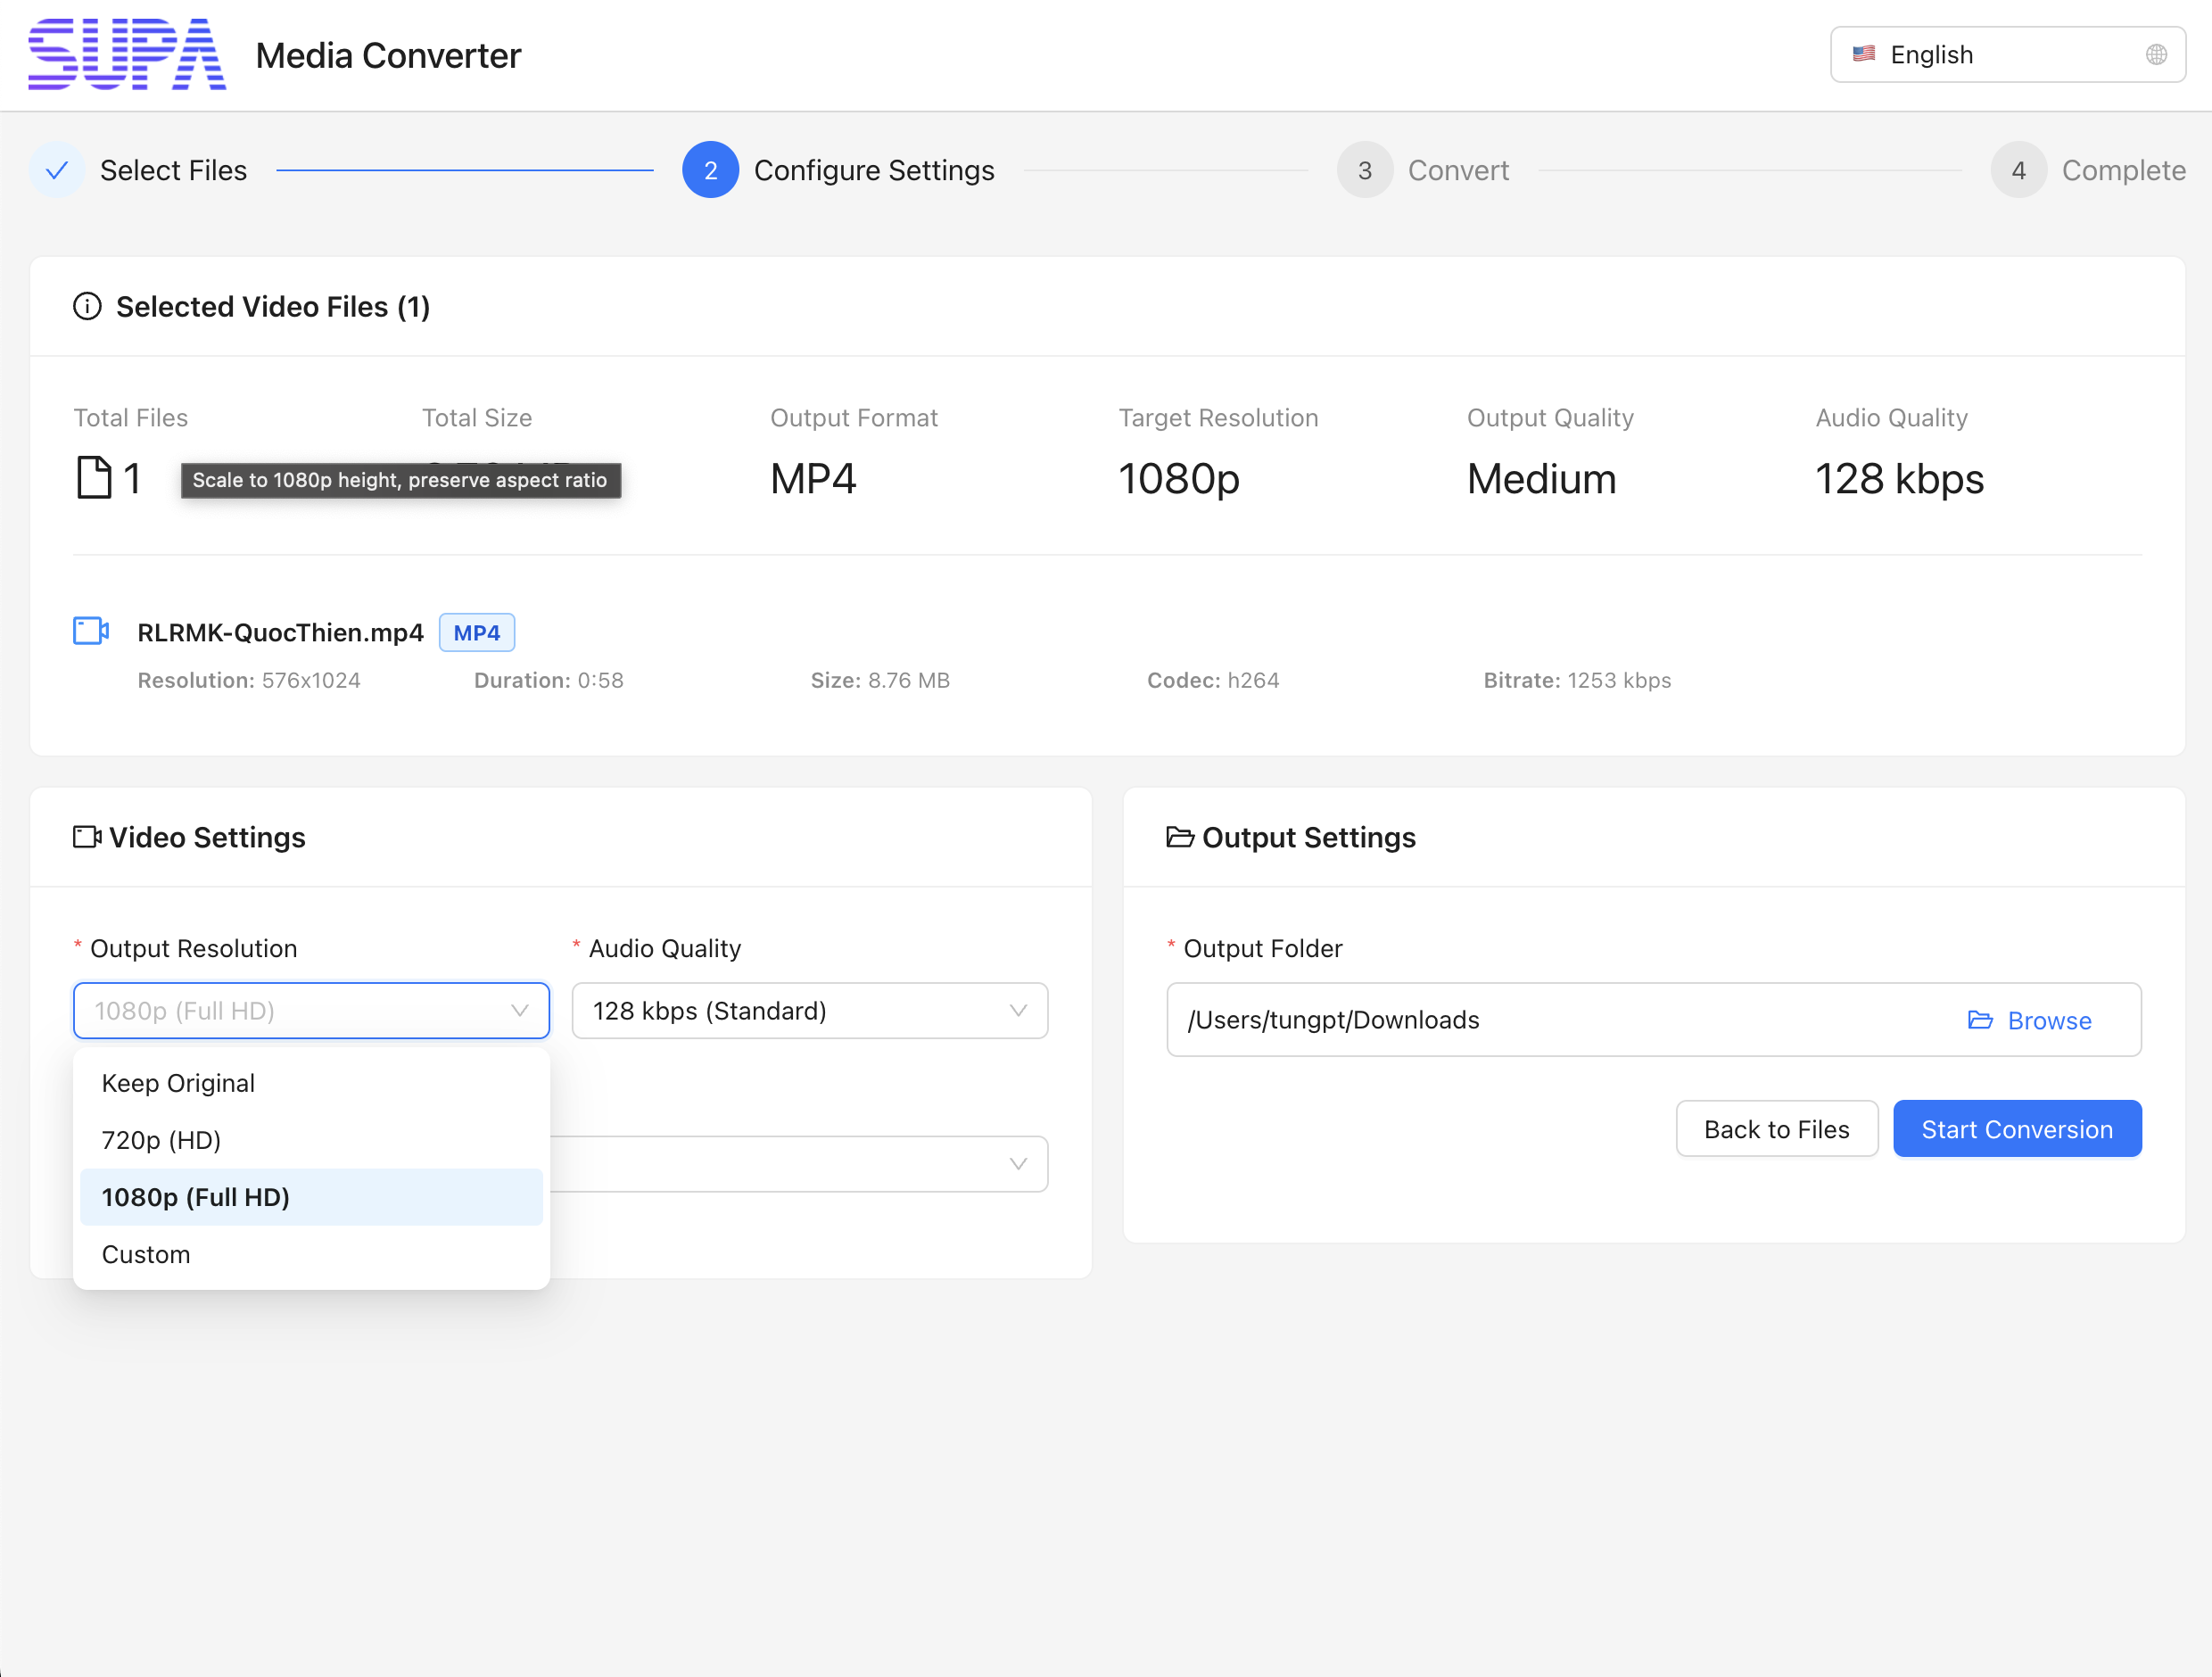 SUPA Media Converter
English
Select Files
2 Configure Settings
3 Convert
4 Complete
Selected Video Files (1)
Total Files Total Size Output Format Target Resolution Output Quality Audio Quality
1 MP4 1080p Medium 128 kbps
Scale to 1080p height, preserve aspect ratio
RLRMK-QuocThien.mp4 MP4
Resolution: 576x1024 Duration: 0:58 Size: 8.76 MB Codec: h264 Bitrate: 1253 kbps
Video Settings
* Output Resolution * Audio Quality
1080p (Full HD) 128 kbps (Standard)
Keep Original
720p (HD)
1080p (Full HD)
Custom
Output Settings
* Output Folder
/Users/tungpt/Downloads Browse
Back to Files Start Conversion